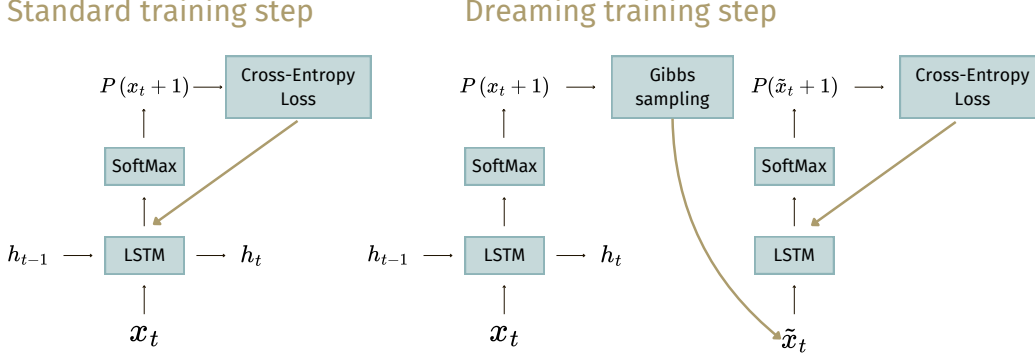 Standard training step
P(x_t + 1)
Cross-Entropy
Loss
SoftMax
h_{t−1}
LSTM
h_t
x_t
Dreaming training step
P(x_t + 1)
Gibbs
sampling
P(x̃_t + 1)
Cross-Entropy
Loss
SoftMax
SoftMax
h_{t−1}
LSTM
h_t
LSTM
x_t
x̃_t